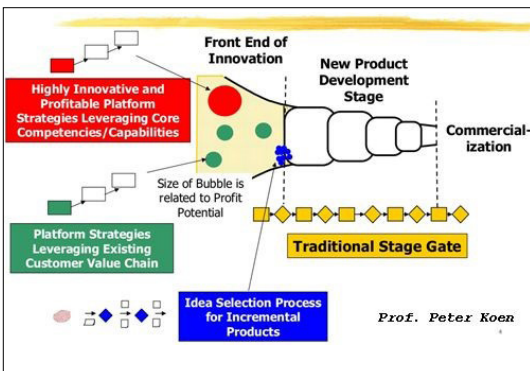 Front End of
Innovation
New Product
Development
Stage
Commercial-
ization
Highly Innovative and
Profitable Platform
Strategies Leveraging Core
Competencies/Capabilities
Size of Bubble is
related to Profit
Potential
Platform Strategies
Leveraging Existing
Customer Value Chain
Traditional Stage Gate
Idea Selection Process
for Incremental
Products
Prof. Peter Koen